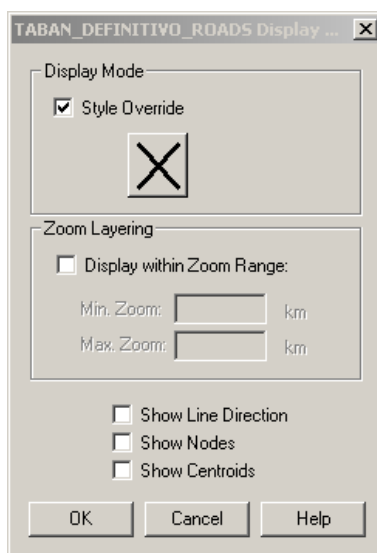 TABAN_DEFINITIVO_ROADS Display ...
Display Mode
Style Override
Zoom Layering
Display within Zoom Range:
Min. Zoom: km
Max. Zoom: km
Show Line Direction
Show Nodes
Show Centroids
OK Cancel Help